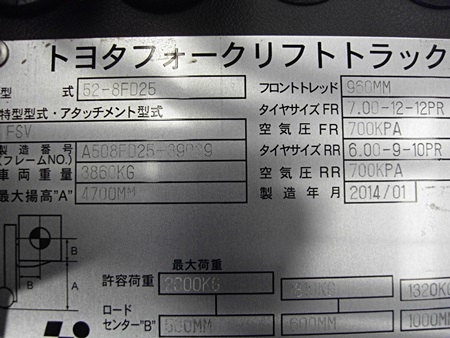 トヨタフォークリフトトラック
型 式 52-8FD25
フロントトレッド 960MM
特型型式・アタッチメント型式
タイヤサイズFR 7.00-12-12PR
FSV
空気圧FR 700KPA
製造番号
(フレームNO.)
タイヤサイズRR 6.00-9-10PR
車両重量 3860KG
空気圧RR 700KPA
最大揚高"A" 4700MM
製造年月 2014/01
B
B
A
最大荷重
許容荷重 1320KG
ロード
センター"B" 500MM 600MM 1000MM